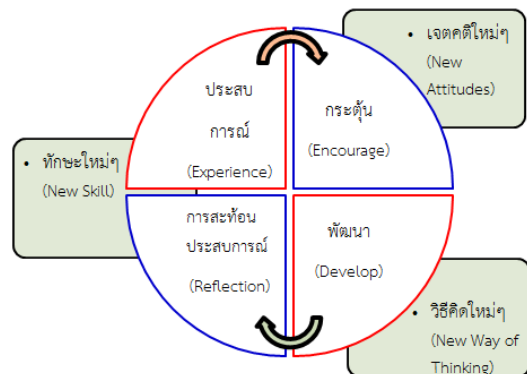 • เจตคติใหม่ๆ
(New
Attitudes)
ประสบ
การณ์
(Experience)
กระตุ้น
(Encourage)
• ทักษะใหม่ๆ
(New Skill)
การสะท้อน
ประสบการณ์
(Reflection)
พัฒนา
(Develop)
• วิธีคิดใหม่ๆ
(New Way of
Thinking)